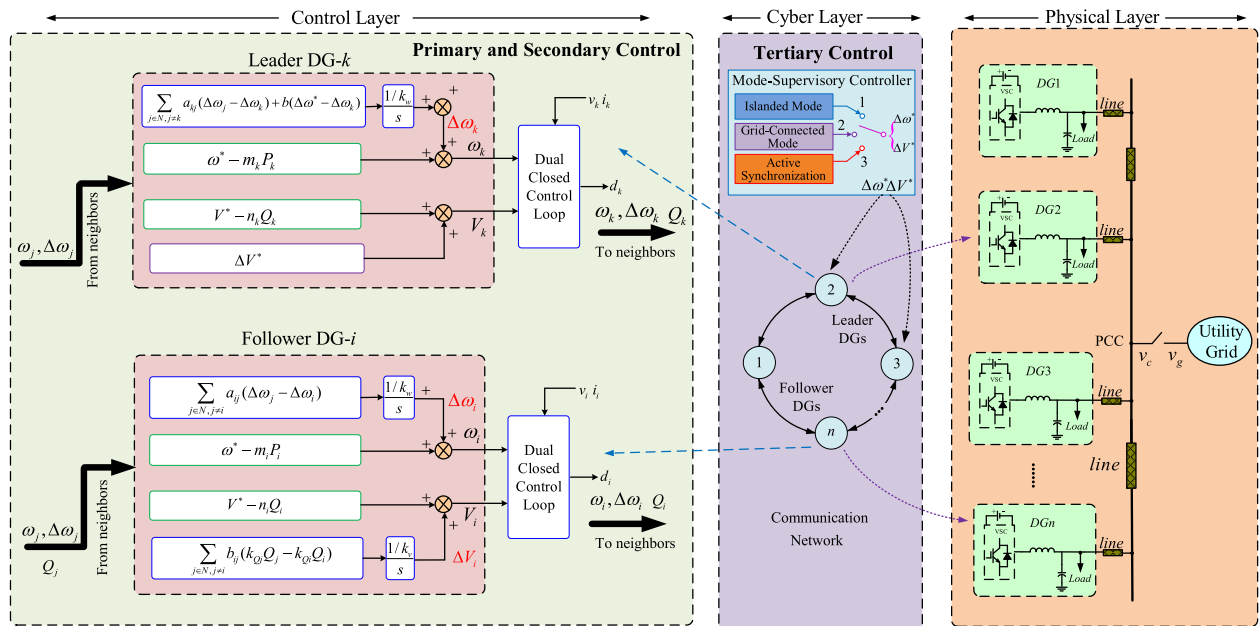 Control Layer
Primary and Secondary Control
Leader DG-k
∑ a_kj(Δω_j − Δω_k) + b(Δω* − Δω_k)
j∈N, j≠k
1/k_w
s
+
+
Δω_k
ω* − m_k P_k
+
+
ω_k
V* − n_k Q_k
+
+
V_k
ΔV*
v_k i_k
Dual
Closed
Control
Loop
d_k
ω_k, Δω_k Q_k
To neighbors
ω_j, Δω_j
From neighbors
Follower DG-i
∑ a_ij(Δω_j − Δω_i)
j∈N, j≠i
1/k_w
s
+
Δω_i
ω* − m_i P_i
+
+
ω_i
V* − n_i Q_i
+
+
V_i
∑ b_ij(k_Qj Q_j − k_Qi Q_i)
j∈N, j≠i
1/k_v
s
ΔV_i
v_i i_i
Dual
Closed
Control
Loop
d_i
ω_i, Δω_i Q_i
To neighbors
ω_j, Δω_j
Q_j
From neighbors
Cyber Layer
Tertiary Control
Mode-Supervisory Controller
Islanded Mode
1
Grid-Connected
Mode
2
Active
Synchronization
3
Δω*
ΔV*
Δω* ΔV*
2
Leader
DGs
1
3
Follower
DGs
n
Communication
Network
Physical Layer
DG1
+ -
VSC
Load
line
DG2
+ -
VSC
Load
line
PCC
v_c
v_g
Utility
Grid
DG3
+ -
VSC
Load
line
line
DGn
+ -
VSC
Load
line